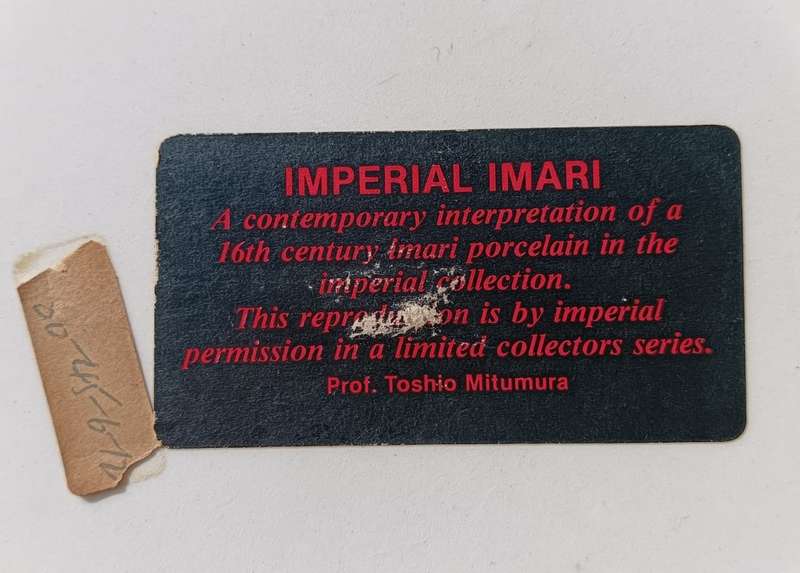 IMPERIAL IMARI
A contemporary interpretation of a
16th century Imari porcelain in the
imperial collection.
This reproduction is by imperial
permission in a limited collectors series.
Prof. Toshio Mitumura